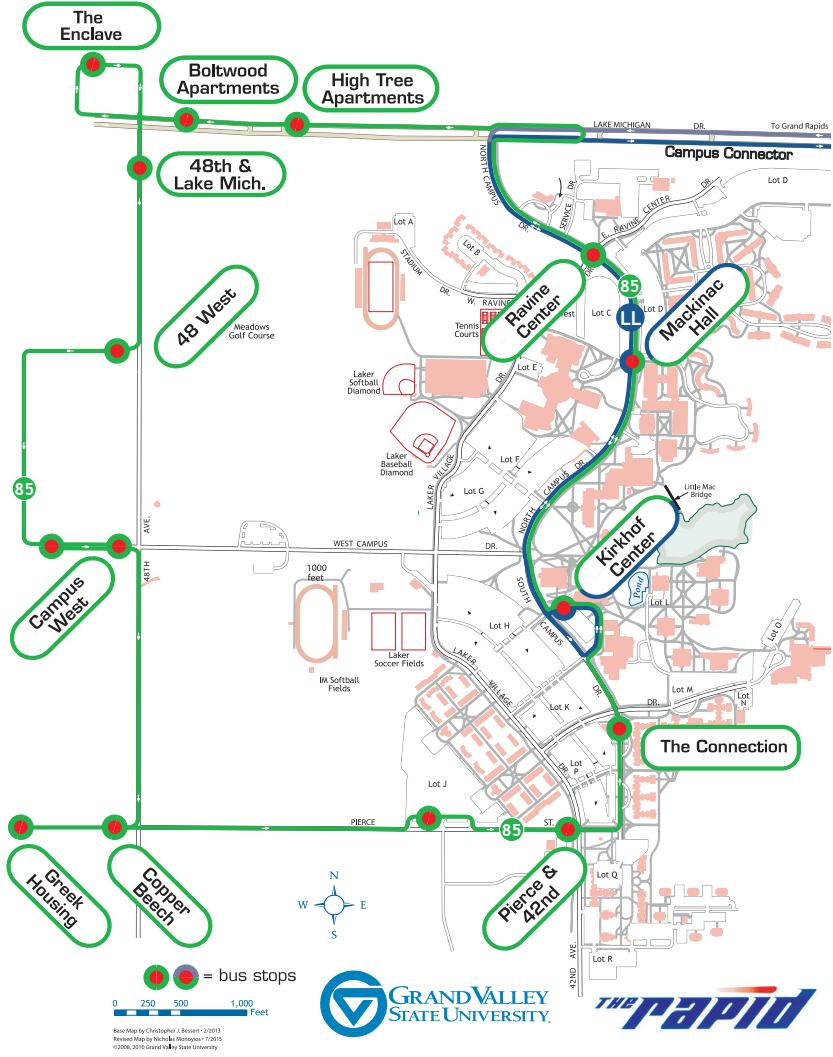 The
Enclave
Boltwood
Apartments
High Tree
Apartments
LAKE MICHIGAN
DR.
To Grand Rapids
Campus Connector
48th &
Lake Mich.
NORTH CAMPUS
DR.
SERVICE
DR.
E. RAVINE CENTER
DR.
Lot D
Lot A
Lot B
STADIUM
DR.
W. RAVINE
DR.
Ravine
Center
85
LL
Lot C
Lot D
Mackinac
Hall
48 West
Meadows
Golf Course
Tennis
Courts
Lot E
DR.
Laker
Softball
Diamond
Laker
Baseball
Diamond
LAKER
VILLAGE
Lot F
Lot G
NORTH
CAMPUS
DR.
Little Mac
Bridge
85
AVE.
48TH
WEST CAMPUS
DR.
Kirkhof
Center
Pond
Lot L
SOUTH
CAMPUS
DR.
Campus
West
1000
feet
IM Softball
Fields
Laker
Soccer Fields
Lot H
LAKER
VILLAGE
DR.
Lot O
Lot M
Lot N
DR.
Lot K
Lot P
The Connection
Lot J
PIERCE
85
ST.
Greek
Housing
Copper
Beech
Pierce &
42nd
Lot Q
Lot R
42ND AVE.
N
W
E
S
= bus stops
0 250 500 1,000
Feet
Base Map by Christopher J. Bessert • 2/2013
Revised Map by Nicholas Monoyios • 7/2015
©2008, 2010 Grand Valley State University
GRAND VALLEY
STATE UNIVERSITY
THE rapid